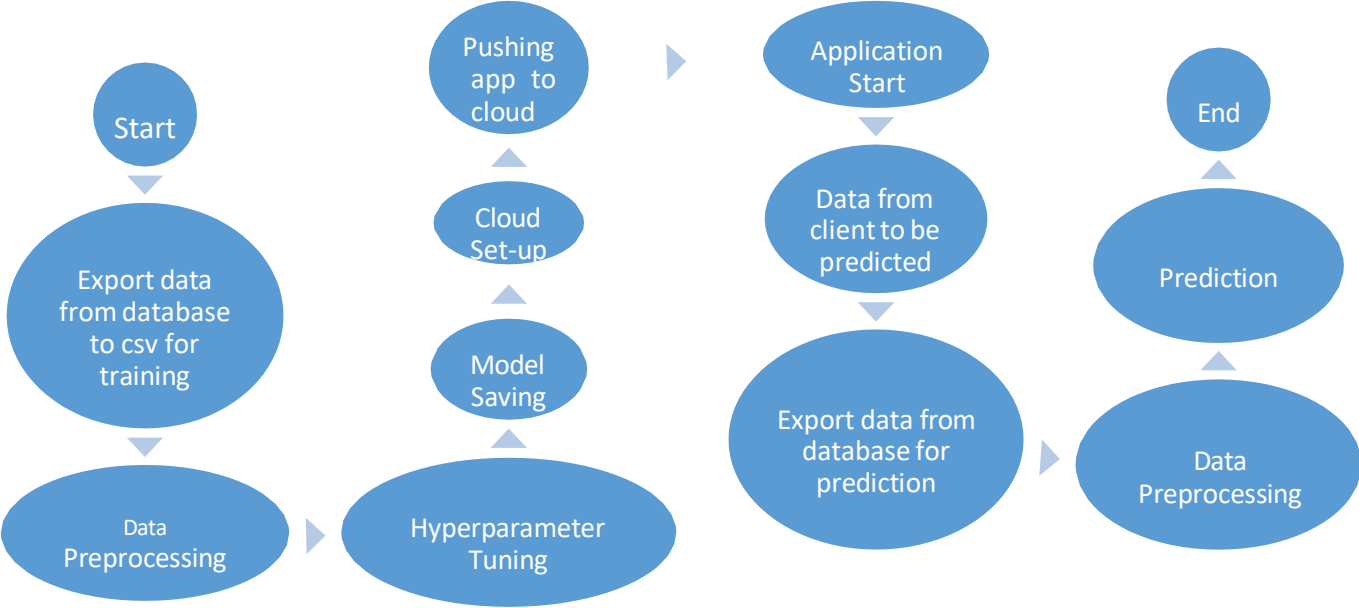 Start
Export data
from database
to csv for
training
Data
Preprocessing
Hyperparameter
Tuning
Model
Saving
Cloud
Set-up
Pushing
app to
cloud
Application
Start
Data from
client to be
predicted
Export data from
database for
prediction
Data
Preprocessing
Prediction
End